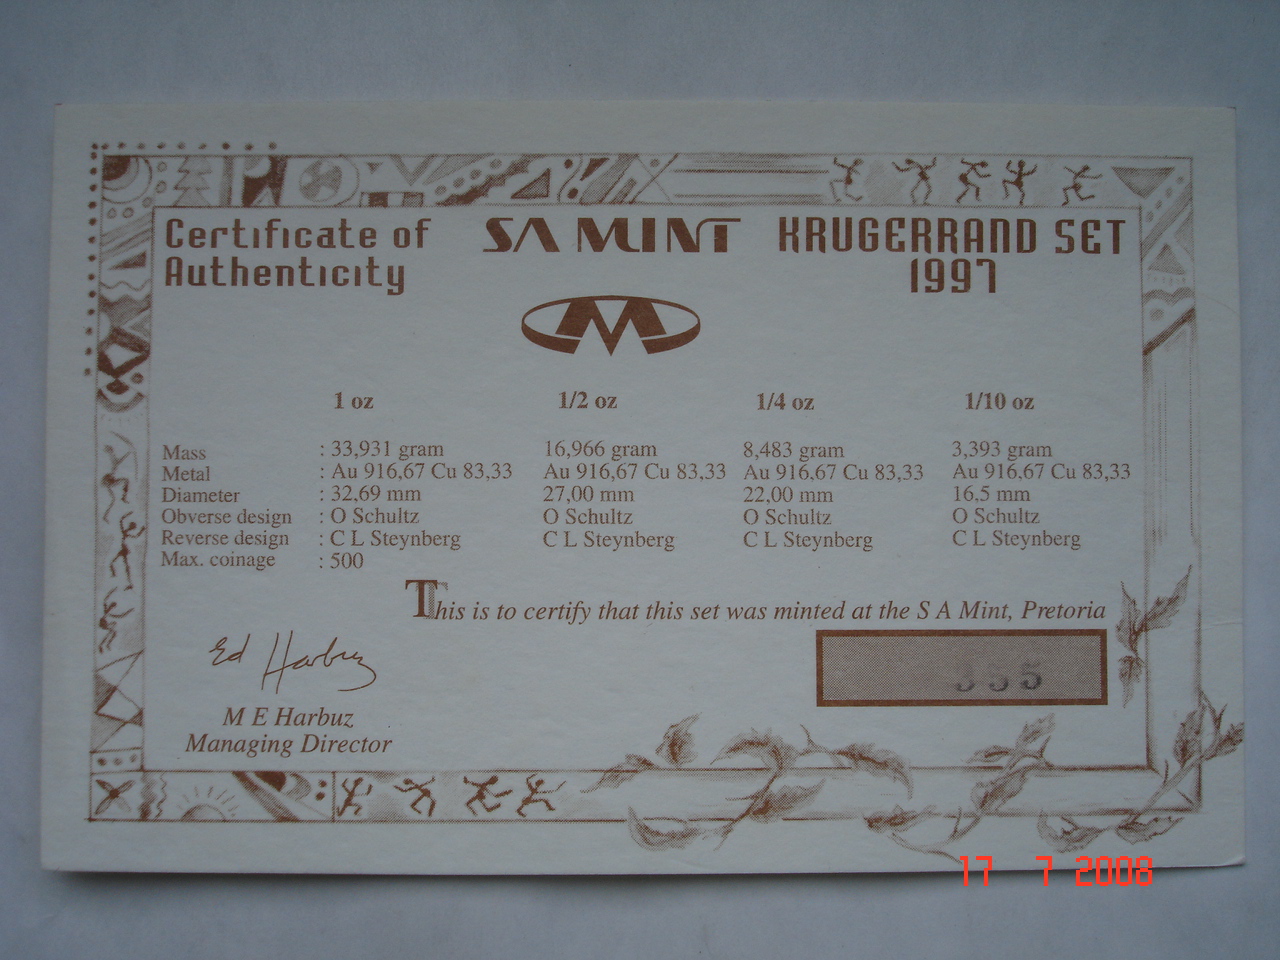 Certificate of Authenticity
SA MINT
KRUGERRAND SET
1997
1 oz 1/2 oz 1/4 oz 1/10 oz
Mass : 33,931 gram 16,966 gram 8,483 gram 3,393 gram
Metal : Au 916,67 Cu 83,33 Au 916,67 Cu 83,33 Au 916,67 Cu 83,33 Au 916,67 Cu 83,33
Diameter : 32,69 mm 27,00 mm 22,00 mm 16,5 mm
Obverse design : O Schultz O Schultz O Schultz O Schultz
Reverse design : C L Steynberg C L Steynberg C L Steynberg C L Steynberg
Max. coinage : 500
This is to certify that this set was minted at the S A Mint, Pretoria
355
Ed Harbuz
M E Harbuz
Managing Director
17 7 2008